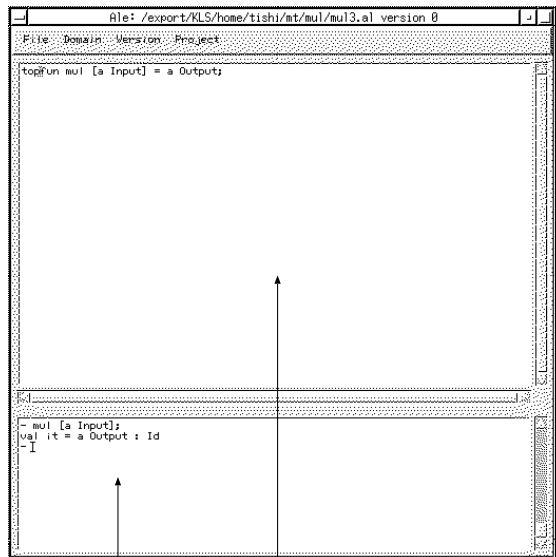 Ale: /export/KLS/home/tishi/mt/mul/mul3.al version 0
File Domain Version Project
topfun mul [a Input] = a Output;
- mul [a Input];
val it = a Output : Id
-